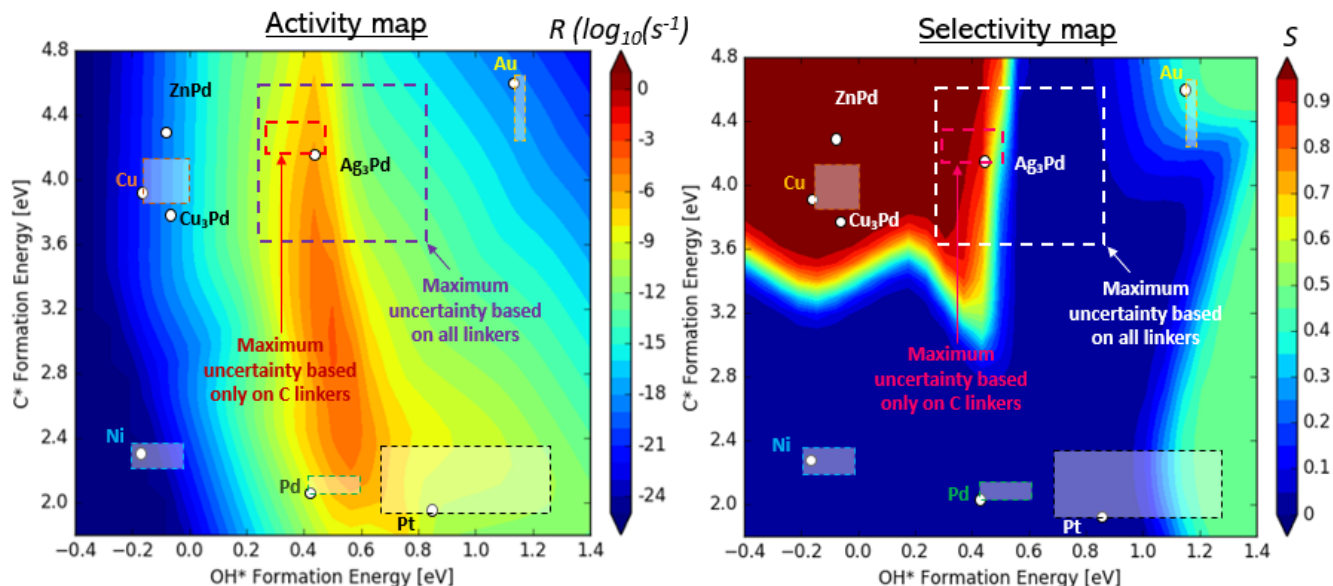 Activity map
R (log₁₀(s⁻¹)
4.8
4.4
4.0
3.6
3.2
2.8
2.4
2.0
C* Formation Energy [eV]
ZnPd
Au
Cu
Ag₃Pd
Cu₃Pd
Maximum
uncertainty based
on all linkers
Maximum
uncertainty based
only on C linkers
Ni
Pd
Pt
−0.4 −0.2 0.0 0.2 0.4 0.6 0.8 1.0 1.2 1.4
OH* Formation Energy [eV]
0
−3
−6
−9
−12
−15
−18
−21
−24
Selectivity map
S
4.8
4.4
4.0
3.6
3.2
2.8
2.4
2.0
C* Formation Energy [eV]
ZnPd
Au
Cu
Ag₃Pd
Cu₃Pd
Maximum
uncertainty based
on all linkers
Maximum
uncertainty based
only on C linkers
Ni
Pd
Pt
−0.4 −0.2 0.0 0.2 0.4 0.6 0.8 1.0 1.2 1.4
OH* Formation Energy [eV]
0.9
0.8
0.7
0.6
0.5
0.4
0.3
0.2
0.1
0